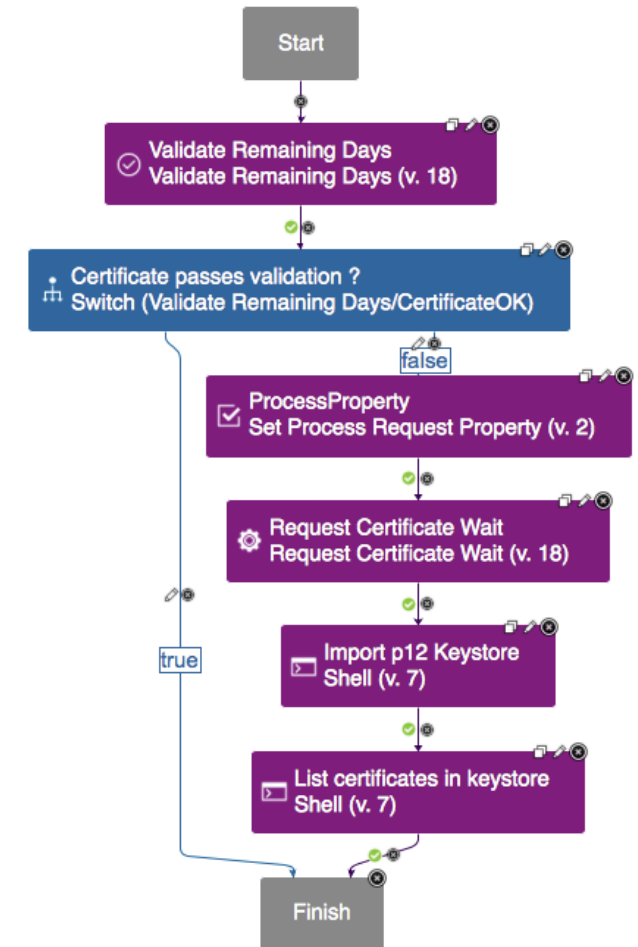 Start
Validate Remaining Days
Validate Remaining Days (v. 18)
Certificate passes validation ?
Switch (Validate Remaining Days/CertificateOK)
false
ProcessProperty
Set Process Request Property (v. 2)
Request Certificate Wait
Request Certificate Wait (v. 18)
true
Import p12 Keystore
Shell (v. 7)
List certificates in keystore
Shell (v. 7)
Finish